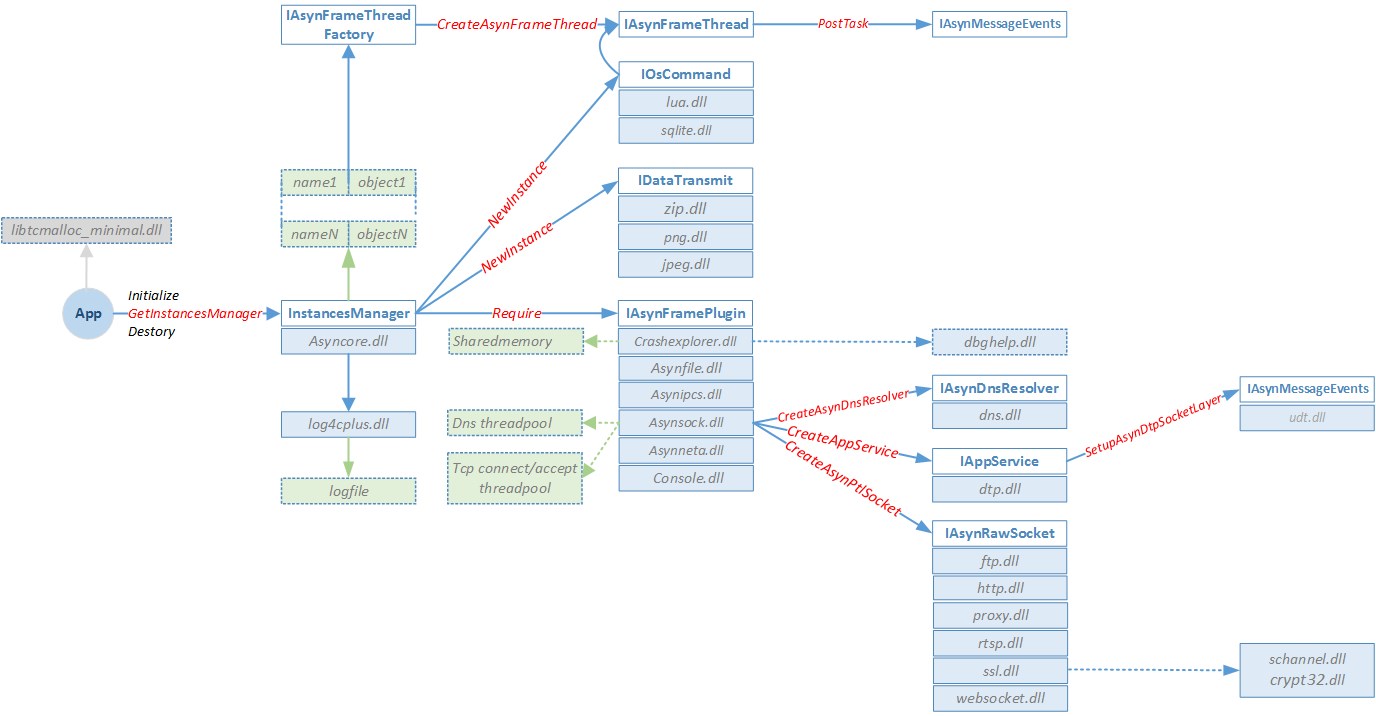 IAsynFrameThread
Factory
CreateAsynFrameThread
IAsynFrameThread
PostTask
IAsynMessageEvents
IOsCommand
lua.dll
sqlite.dll
name1
object1
nameN
objectN
NewInstance
IDataTransmit
zip.dll
png.dll
jpeg.dll
NewInstance
libtcmalloc_minimal.dll
App
Initialize
GetInstancesManager
Destory
InstancesManager
Asyncore.dll
log4cplus.dll
logfile
Require
IAsynFramePlugin
Crashexplorer.dll
Asynfile.dll
Asynipcs.dll
Asynsock.dll
Asynneta.dll
Console.dll
Sharedmemory
Dns threadpool
Tcp connect/accept
threadpool
dbghelp.dll
CreateAsynDnsResolver
IAsynDnsResolver
dns.dll
CreateAppService
IAppService
dtp.dll
SetupAsynDtpSocketLayer
IAsynMessageEvents
udt.dll
CreateAsynPtlSocket
IAsynRawSocket
ftp.dll
http.dll
proxy.dll
rtsp.dll
ssl.dll
websocket.dll
schannel.dll
crypt32.dll